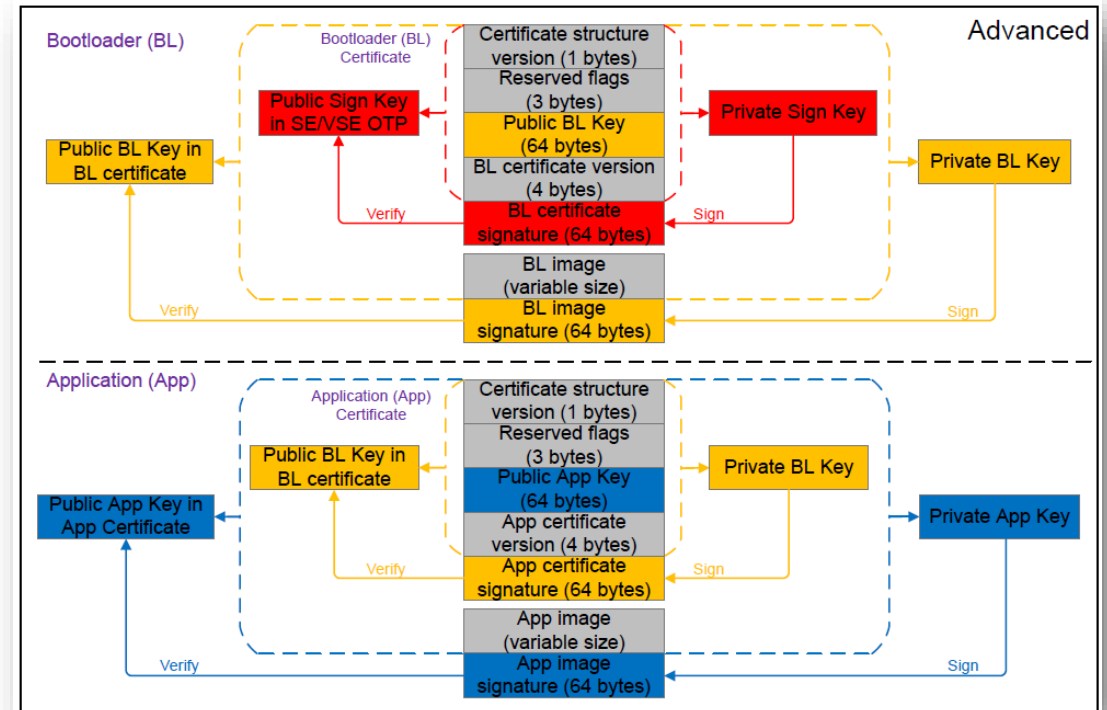 Advanced
Bootloader (BL)
Bootloader (BL)
Certificate
Certificate structure
version (1 bytes)
Reserved flags
(3 bytes)
Public BL Key
(64 bytes)
BL certificate version
(4 bytes)
BL certificate
signature (64 bytes)
Public Sign Key
in SE/VSE OTP
Private Sign Key
Public BL Key in
BL certificate
Private BL Key
Verify
Sign
BL image
(variable size)
BL image
signature (64 bytes)
Verify
Sign
Application (App)
Application (App)
Certificate
Certificate structure
version (1 bytes)
Reserved flags
(3 bytes)
Public App Key
(64 bytes)
App certificate
version (4 bytes)
App certificate
signature (64 bytes)
Public BL Key in
BL certificate
Private BL Key
Public App Key in
App Certificate
Private App Key
Verify
Sign
App image
(variable size)
App image
signature (64 bytes)
Verify
Sign